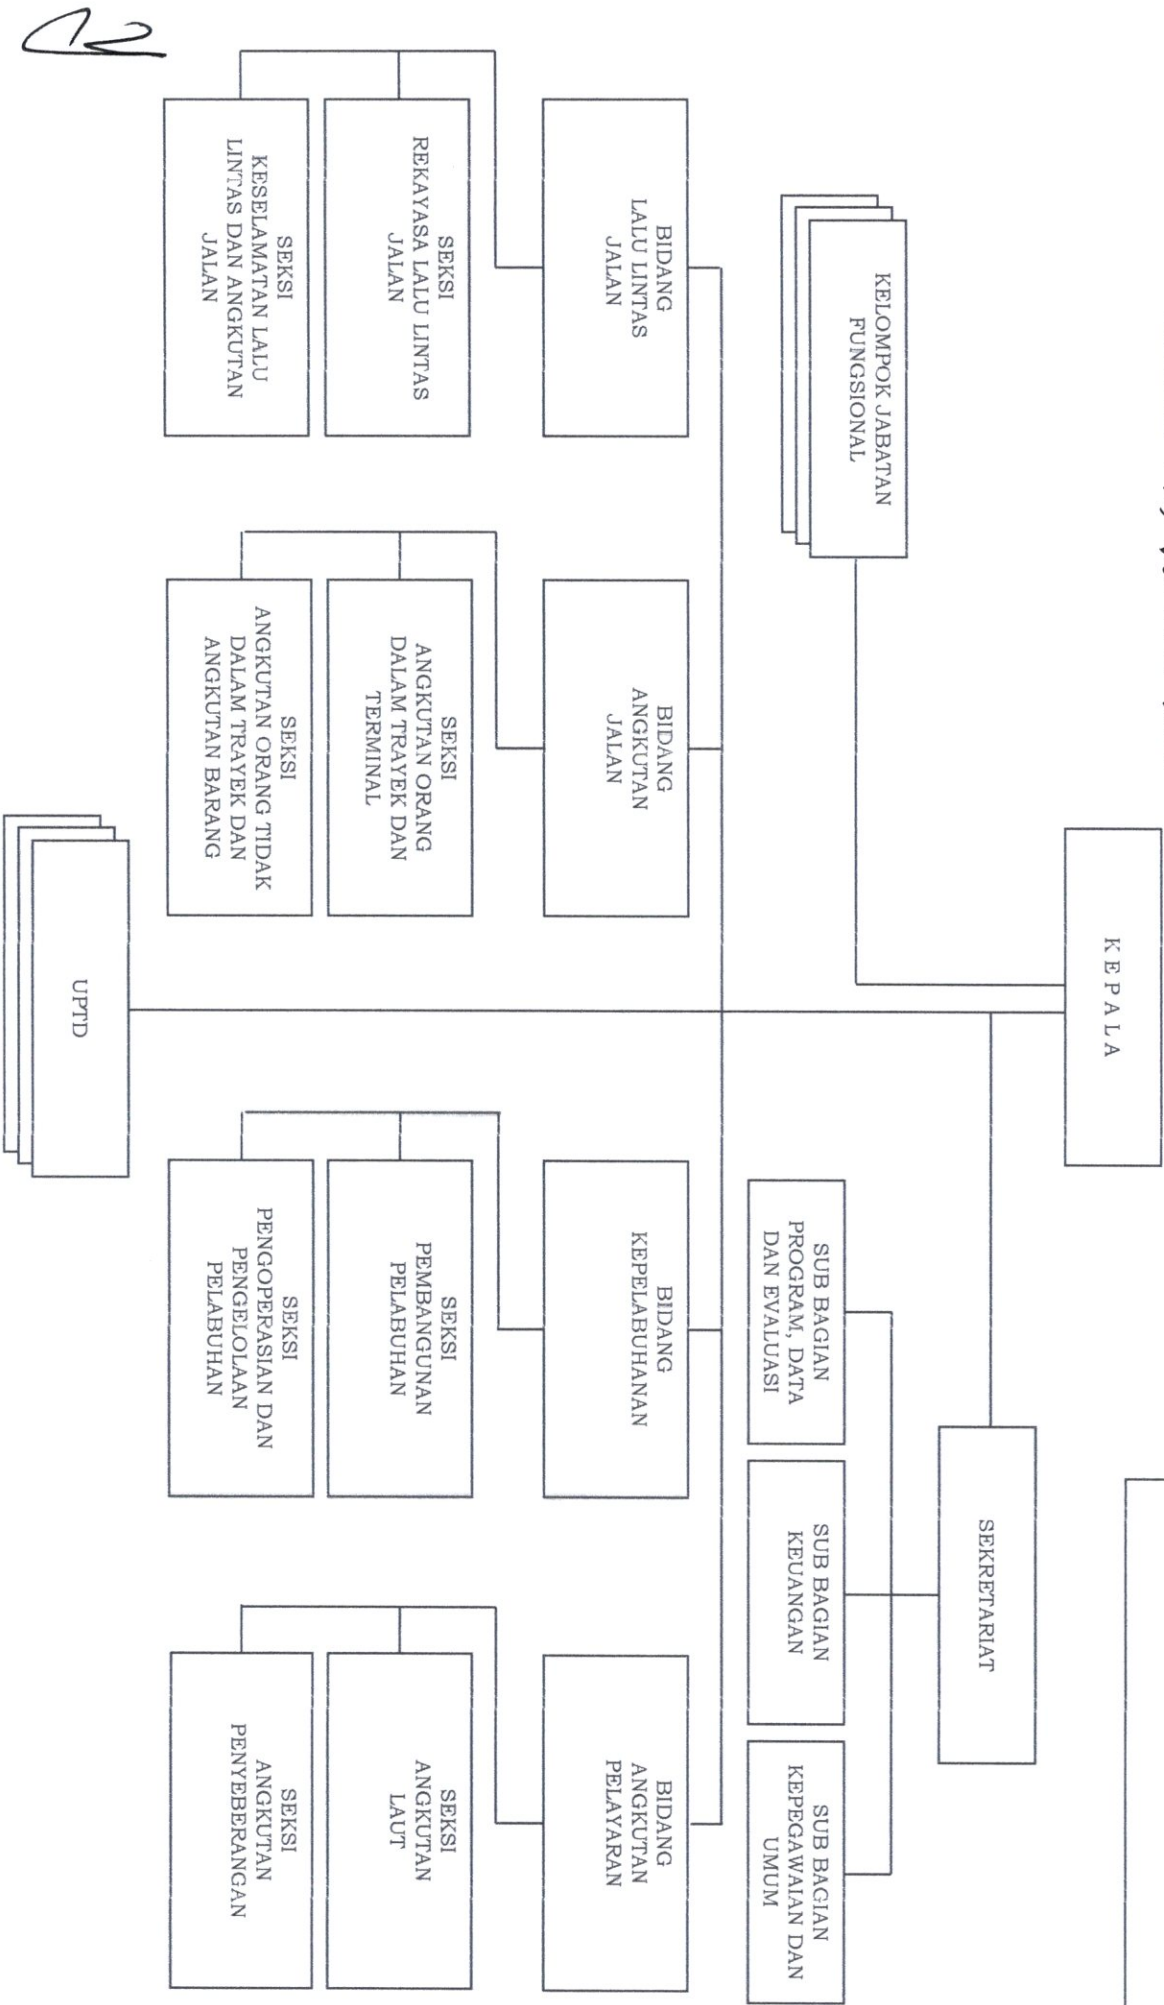 K E P A L A
SEKRETARIAT
KELOMPOK JABATAN
FUNGSIONAL
SUB BAGIAN
PROGRAM, DATA
DAN EVALUASI
SUB BAGIAN
KEUANGAN
SUB BAGIAN
KEPEGAWAIAN DAN
UMUM
BIDANG
LALU LINTAS
JALAN
BIDANG
ANGKUTAN
JALAN
BIDANG
KEPELABUHANAN
BIDANG
ANGKUTAN
PELAYARAN
SEKSI
REKAYASA LALU LINTAS
JALAN
SEKSI
ANGKUTAN ORANG
DALAM TRAYEK DAN
TERMINAL
SEKSI
PEMBANGUNAN
PELABUHAN
SEKSI
ANGKUTAN
LAUT
SEKSI
KESELAMATAN LALU
LINTAS DAN ANGKUTAN
JALAN
SEKSI
ANGKUTAN ORANG TIDAK
DALAM TRAYEK DAN
ANGKUTAN BARANG
SEKSI
PENGOPERASIAN DAN
PENGELOLAAN
PELABUHAN
SEKSI
ANGKUTAN
PENYEBERANGAN
UPTD